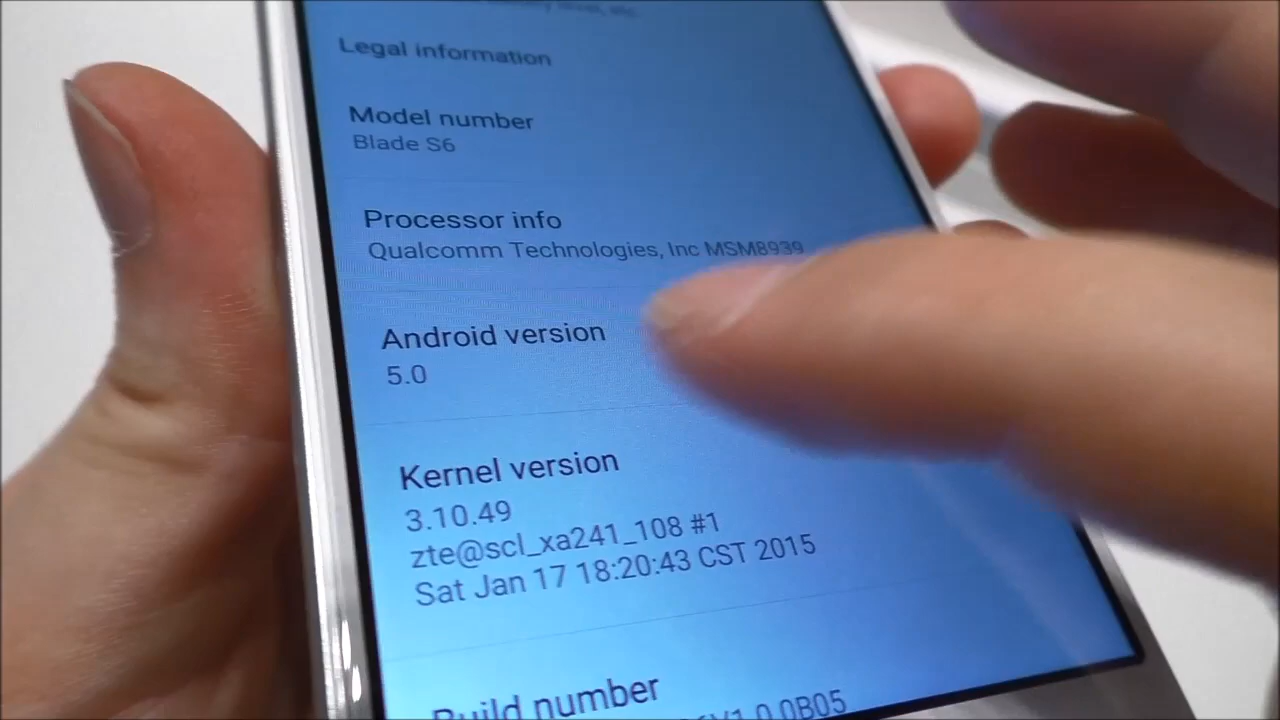 etc.
Legal information
Model number
Blade S6
Processor info
Qualcomm Technologies, Inc MSM8939
Android version
5.0
Kernel version
3.10.49
zte@scl_xa241_108 #1
Sat Jan 17 18:20:43 CST 2015
Build number